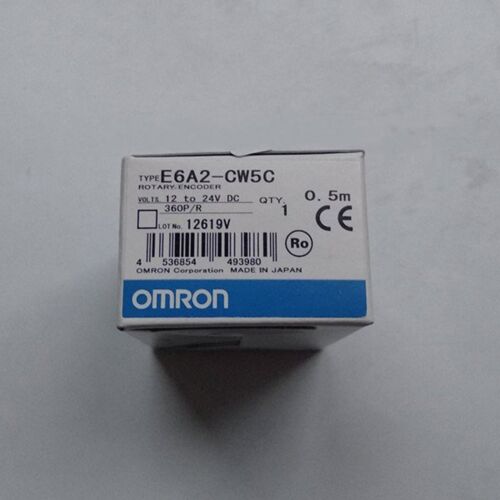 TYPE E6A2-CW5C
ROTARY ENCODER
VOLTS. 12 to 24V DC QTY. 0.5m
360P/R 1
LOT No. 12619V CE
Ro
4 536854 493980
OMRON Corporation MADE IN JAPAN
OMRON